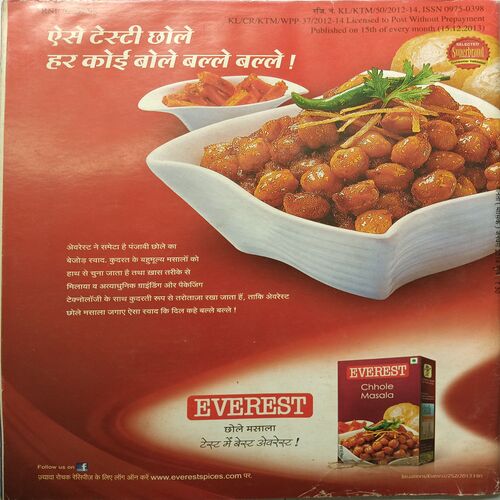 रजि. नं. KL/KTM/50/2012-14, ISSN 0975-0398
KL/CR/KTM/WPP-37/2012-14 Licensed to Post Without Prepayment
Published on 15th of every month (15.12.2013)
ऐसे टेस्टी छोले
हर कोई बोले बल्ले बल्ले !
SELECTED
Superbrand
एवरेस्ट ने समेटा है पंजाबी छोले का
बेजोड़ स्वाद. कुदरत के बहुमूल्य मसालों को
हाथ से चुना जाता है तथा खास तरीके से
मिलाया व अत्याधुनिक ग्राइंडिंग और पैकेजिंग
टेक्नोलॉजी के साथ कुदरती रूप से तरोताज़ा रखा जाता है, ताकि अेवरेस्ट
छोले मसाला जगाए ऐसा स्वाद कि दिल कहे बल्ले बल्ले !
EVEREST
Chhole
Masala
EVEREST
छोले मसाला
टेस्ट में बेस्ट अेवरेस्ट !
Follow us on f
ज़्यादा रोचक रेसिपीज़ के लिए लॉग ऑन करें www.everestspices.com पर.